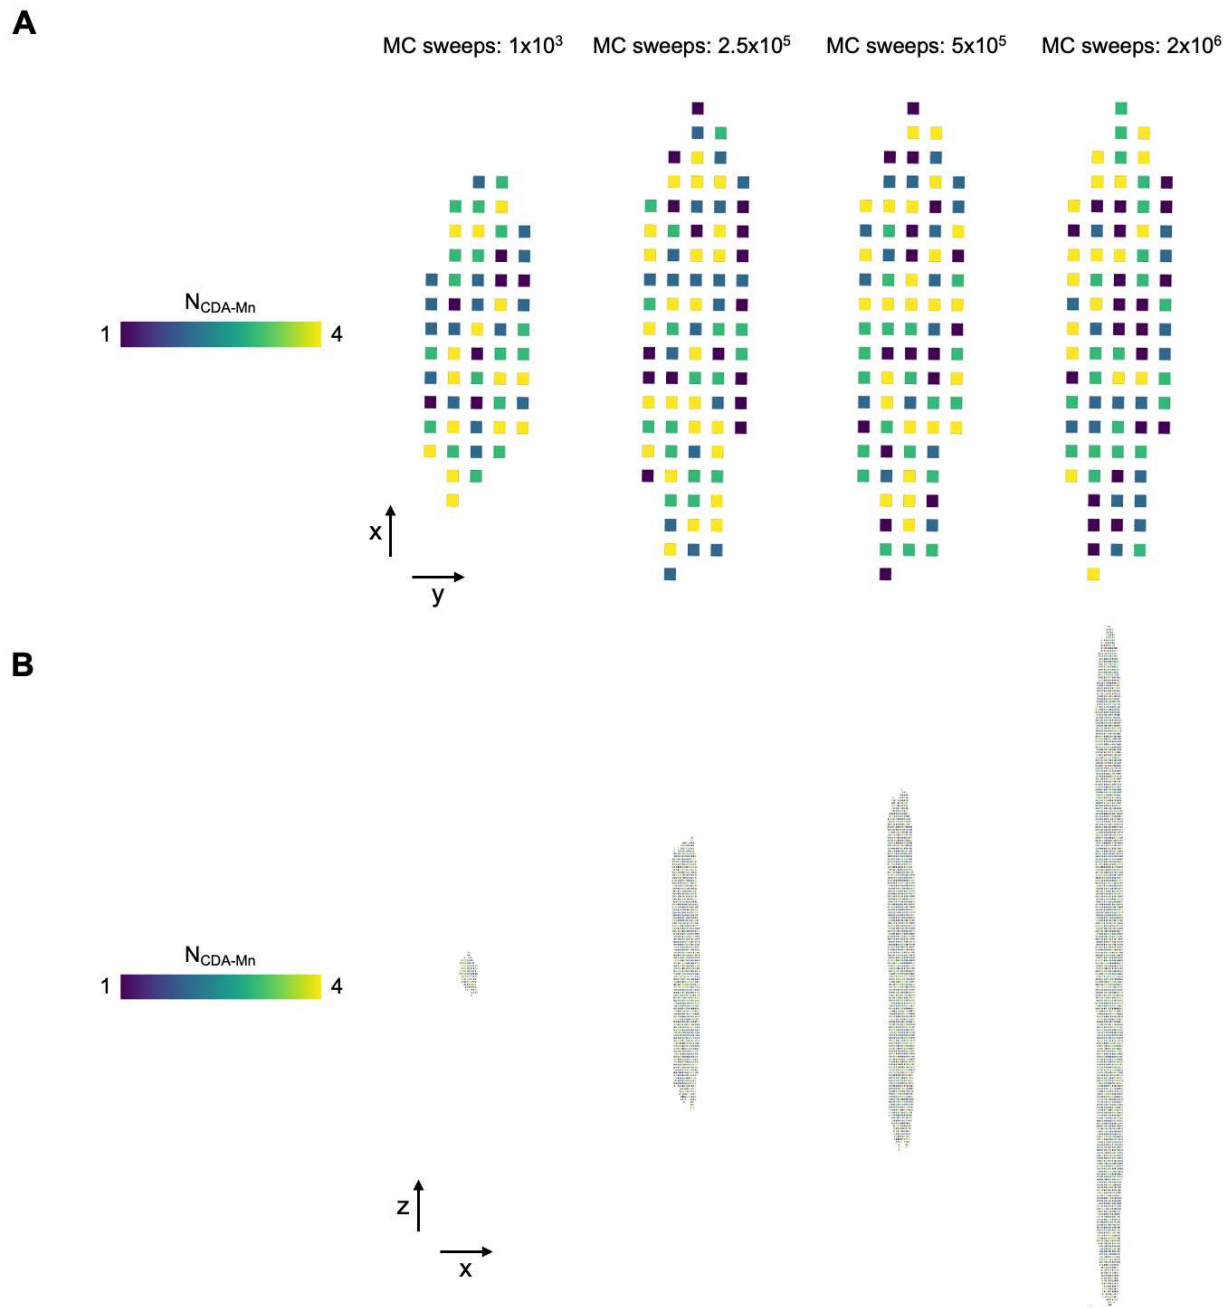 A
MC sweeps: 1x10³ MC sweeps: 2.5x10⁵ MC sweeps: 5x10⁵ MC sweeps: 2x10⁶
N_CDA-Mn
1 4
x
y
B
N_CDA-Mn
1 4
z
x